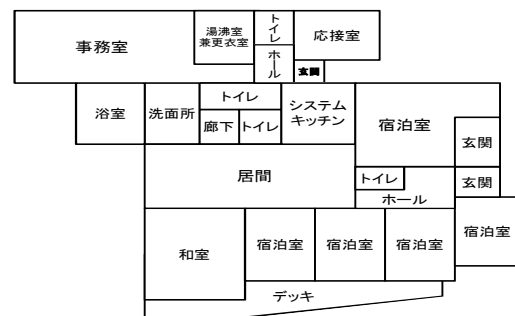 事務室
湯沸室
兼更衣室
トイレ
ホール
応接室
玄関
浴室
洗面所
トイレ
廊下
トイレ
システム
キッチン
宿泊室
玄関
居間
トイレ
玄関
ホール
和室
宿泊室
宿泊室
宿泊室
宿泊室
デッキ